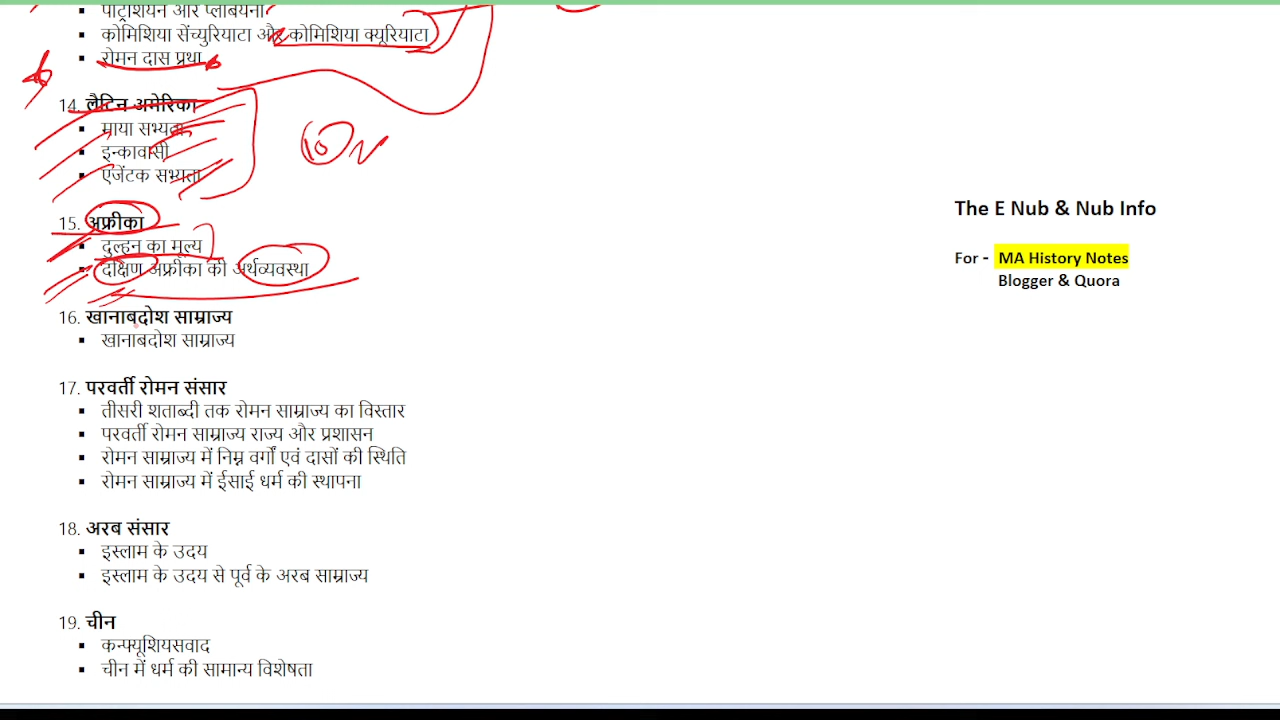 पैट्रिशियन और प्लीबियनों
कोमिशिया सेंच्युरियाटा और कोमिशिया क्यूरियाटा
रोमन दास प्रथा
14. लैटिन अमेरिका
माया सभ्यता
इन्कावासी
एजेंटक सभ्यता
10 N
15. अफ्रीका
दुल्हन का मूल्य
दक्षिण अफ्रीका की अर्थव्यवस्था
16. खानाबदोश साम्राज्य
खानाबदोश साम्राज्य
17. परवर्ती रोमन संसार
तीसरी शताब्दी तक रोमन साम्राज्य का विस्तार
परवर्ती रोमन साम्राज्य राज्य और प्रशासन
रोमन साम्राज्य में निम्न वर्गों एवं दासों की स्थिति
रोमन साम्राज्य में ईसाई धर्म की स्थापना
18. अरब संसार
इस्लाम के उदय
इस्लाम के उदय से पूर्व के अरब साम्राज्य
19. चीन
कन्फ्यूशियसवाद
चीन में धर्म की सामान्य विशेषता
The E Nub & Nub Info
For - MA History Notes
Blogger & Quora